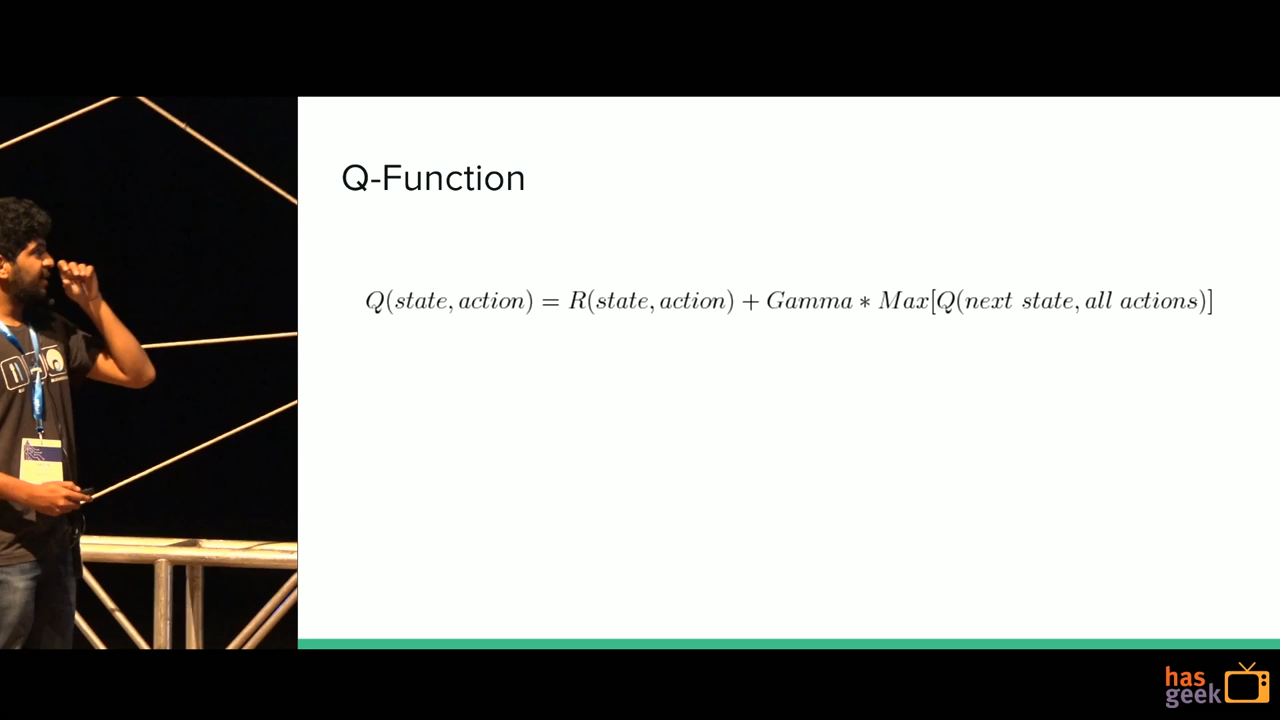 Q-Function
Q(state, action) = R(state, action) + Gamma ∗ Max[Q(next state, all actions)]
has
geek